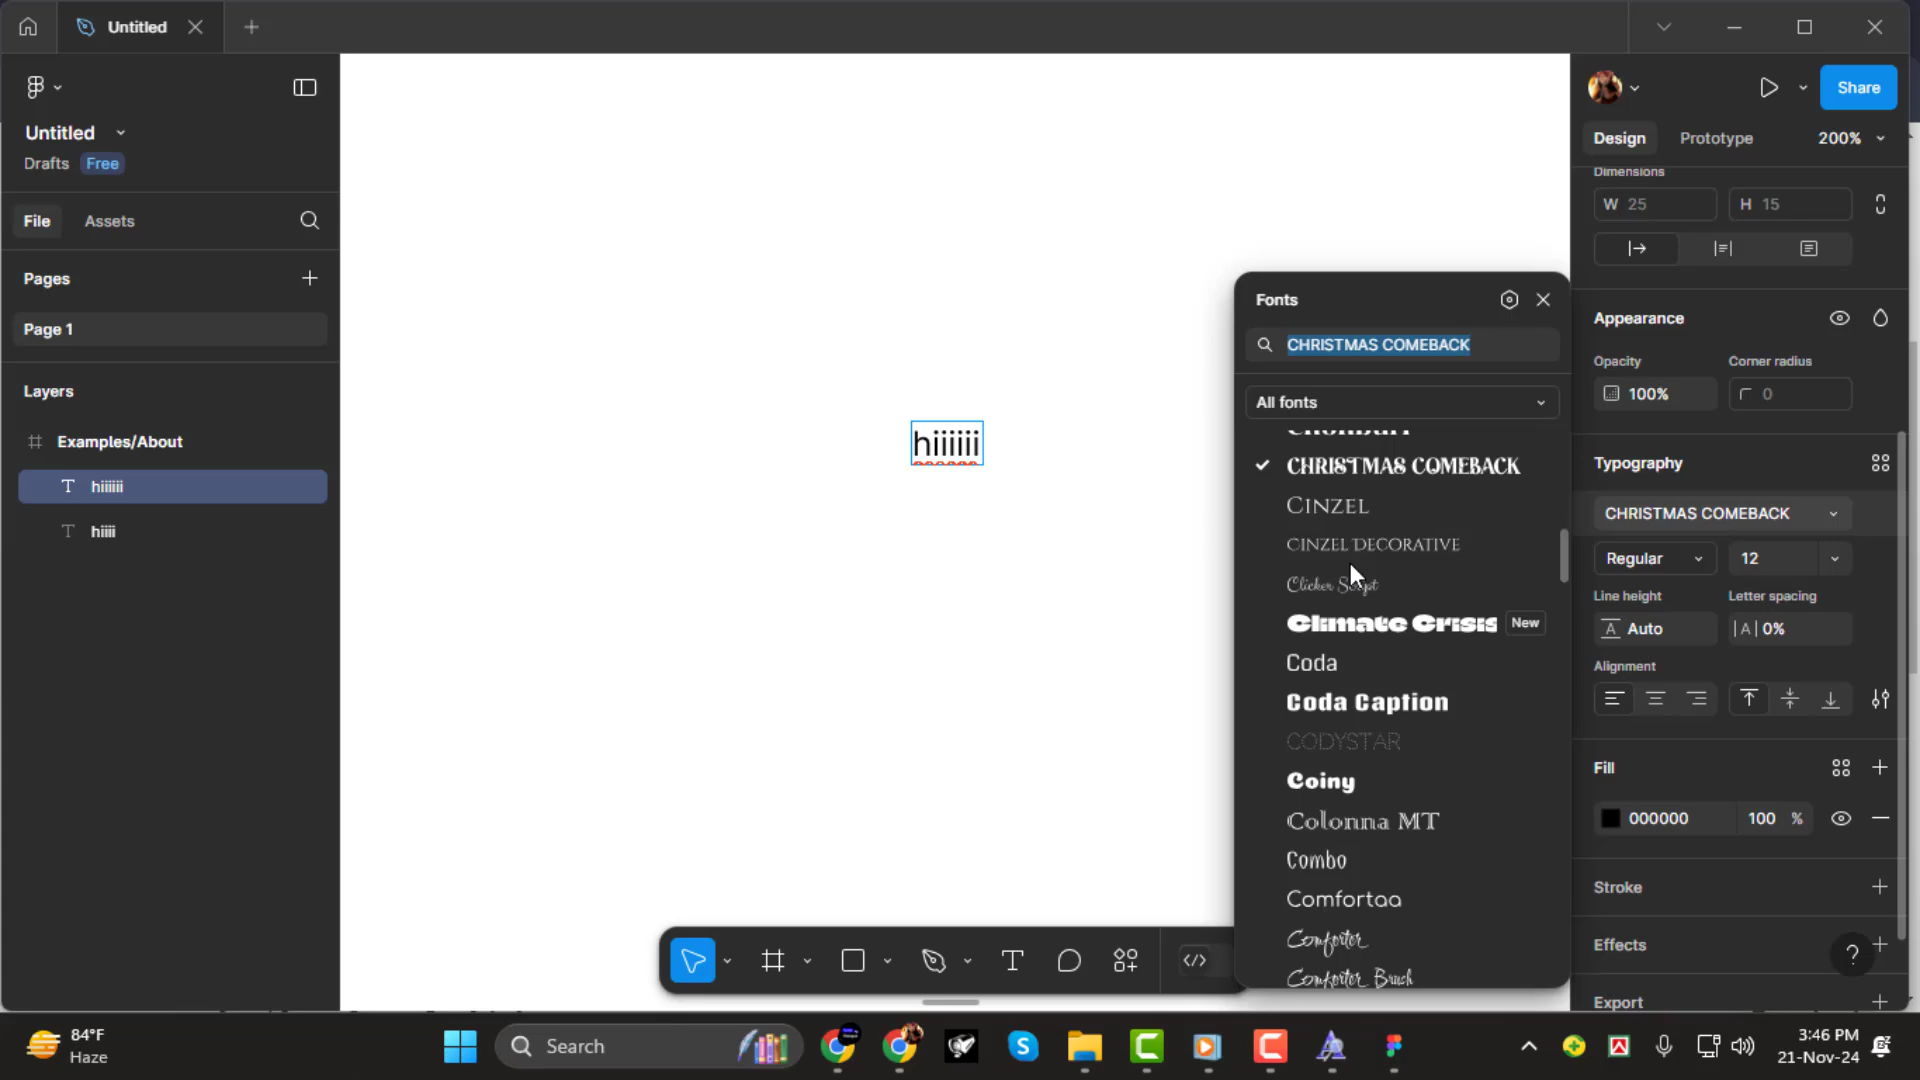 Untitled
Untitled
Drafts Free
File Assets
Pages
Page 1
Layers
Examples/About
T hiiiiii
T hiiii
hiiiiii
Fonts
CHRISTMAS COMEBACK
All fonts
Chonburi
CHRISTMAS COMEBACK
Cinzel
Cinzel Decorative
Clicker Script
Climate Crisis New
Coda
Coda Caption
CODYSTAR
Coiny
Colonna MT
Combo
Comfortaa
Comforter
Comforter Brush
Share
Design Prototype 200%
Dimensions
W 25 H 15
Appearance
Opacity Corner radius
100% 0
Typography
CHRISTMAS COMEBACK
Regular 12
Line height Letter spacing
A Auto |A| 0%
Alignment
Fill
000000 100 %
Stroke
Effects
?
Export
84°F
Haze
Search
3:46 PM
21-Nov-24